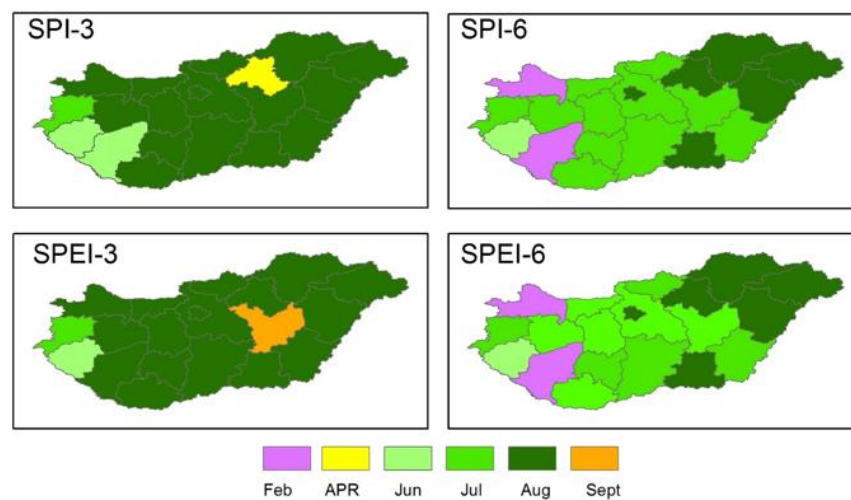 SPI-3
SPI-6
SPEI-3
SPEI-6
Feb APR Jun Jul Aug Sept